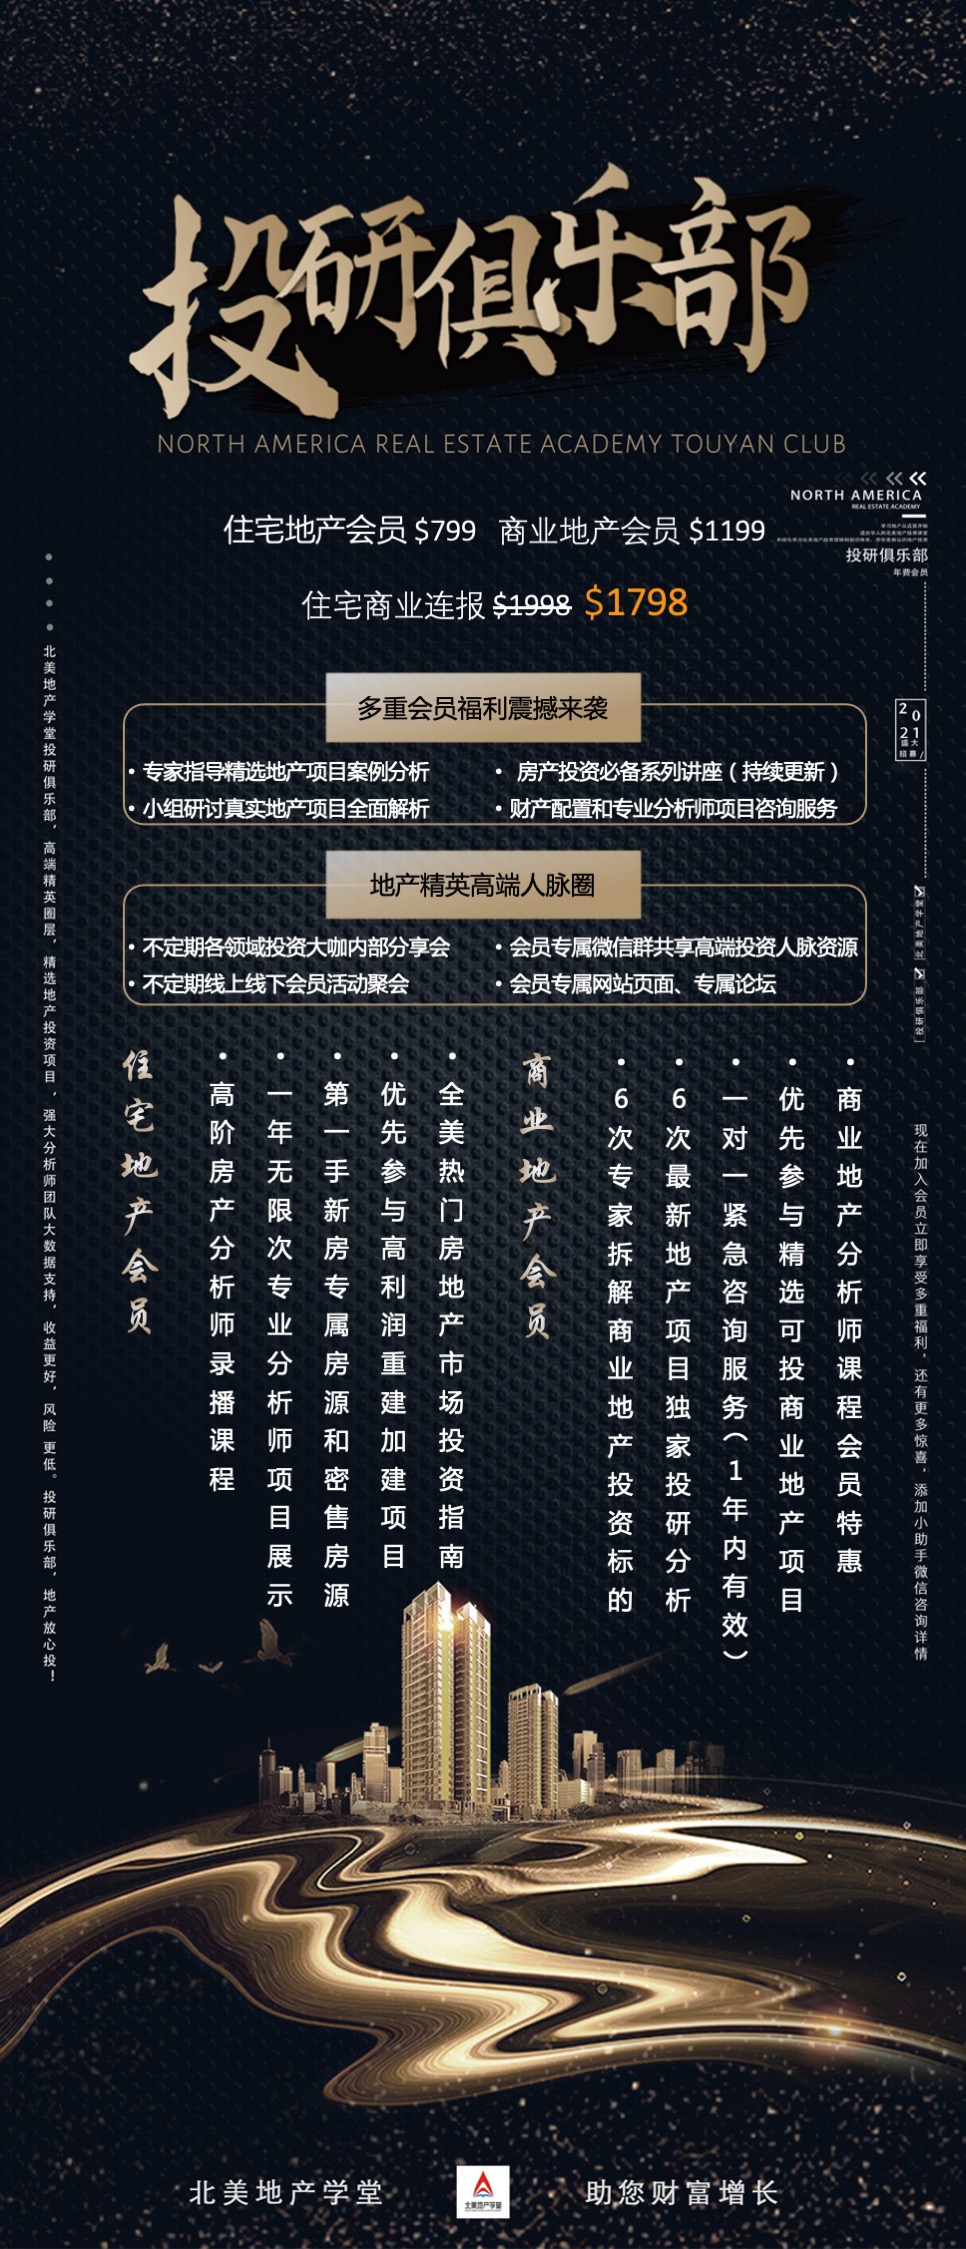 投研俱乐部
NORTH AMERICA REAL ESTATE ACADEMY TOUYAN CLUB
NORTH AMERICA
REAL ESTATE ACADEMY
投研俱乐部
年费会员
住宅地产会员 $799 商业地产会员 $1199
住宅商业连报 $1998 $1798
多重会员福利震撼来袭
• 专家指导精选地产项目案例分析
• 房产投资必备系列讲座（持续更新）
• 小组研讨真实地产项目全面解析
• 财产配置和专业分析师项目咨询服务
地产精英高端人脉圈
• 不定期各领域投资大咖内部分享会
• 会员专属微信群共享高端投资人脉资源
• 不定期线上线下会员活动聚会
• 会员专属网站页面、专属论坛
住宅地产会员
• 高阶房产分析师录播课程
• 一年无限次专业分析师项目展示
• 第一手新房专属房源和密售房源
• 优先参与高利润重建加建项目
• 全美热门房地产市场投资指南
商业地产会员
• 6次专家拆解商业地产投资标的
• 6次最新地产项目独家投研分析
• 一对一紧急咨询服务（1年内有效）
• 优先参与精选可投商业地产项目
• 商业地产分析师课程会员特惠
北美地产学堂投研俱乐部，高端精英圈层，精选地产投资项目，强大分析师团队大数据支持，收益更好，风险更低。投研俱乐部，地产放心投！
2021
盛大
招募
北美地产学堂
投研俱乐部
现在加入会员立即享受多重福利，还有更多惊喜，添加小助手微信咨询详情
北美地产学堂
北美地产学堂
助您财富增长